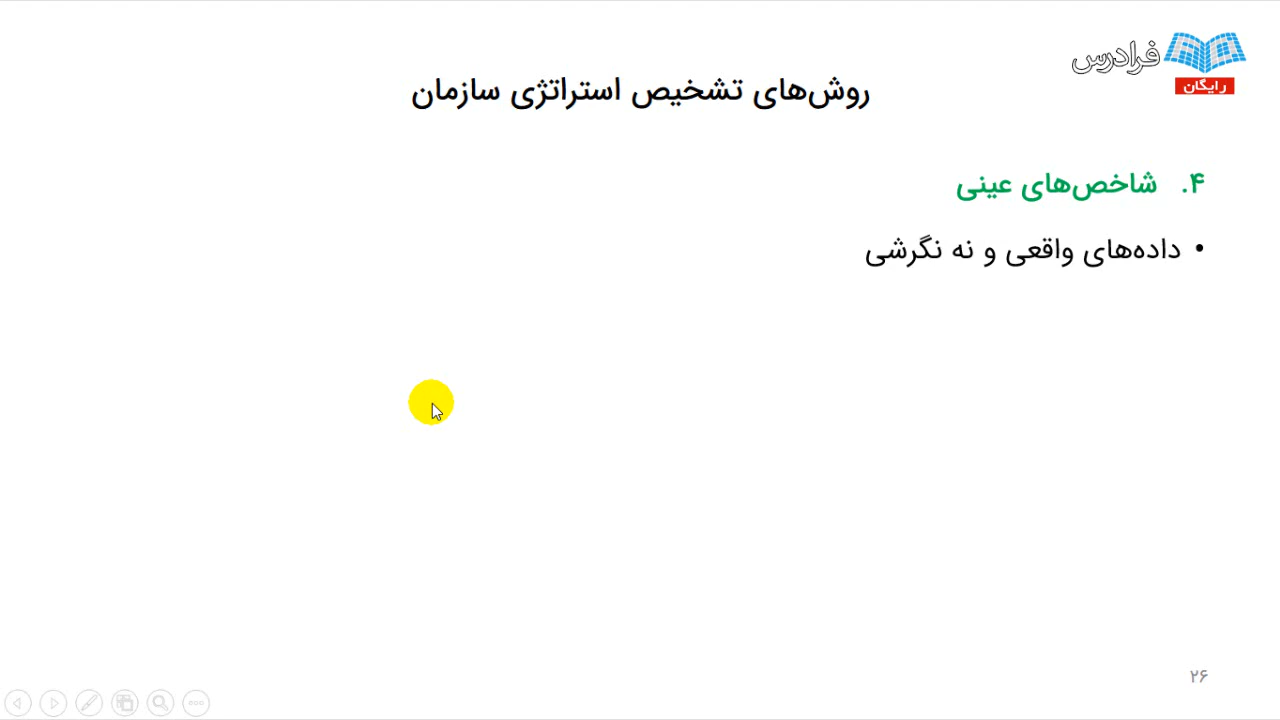 فرادرس
رایگان
روش‌های تشخیص استراتژی سازمان
۴. شاخص‌های عینی
• داده‌های واقعی و نه نگرشی
۲۶